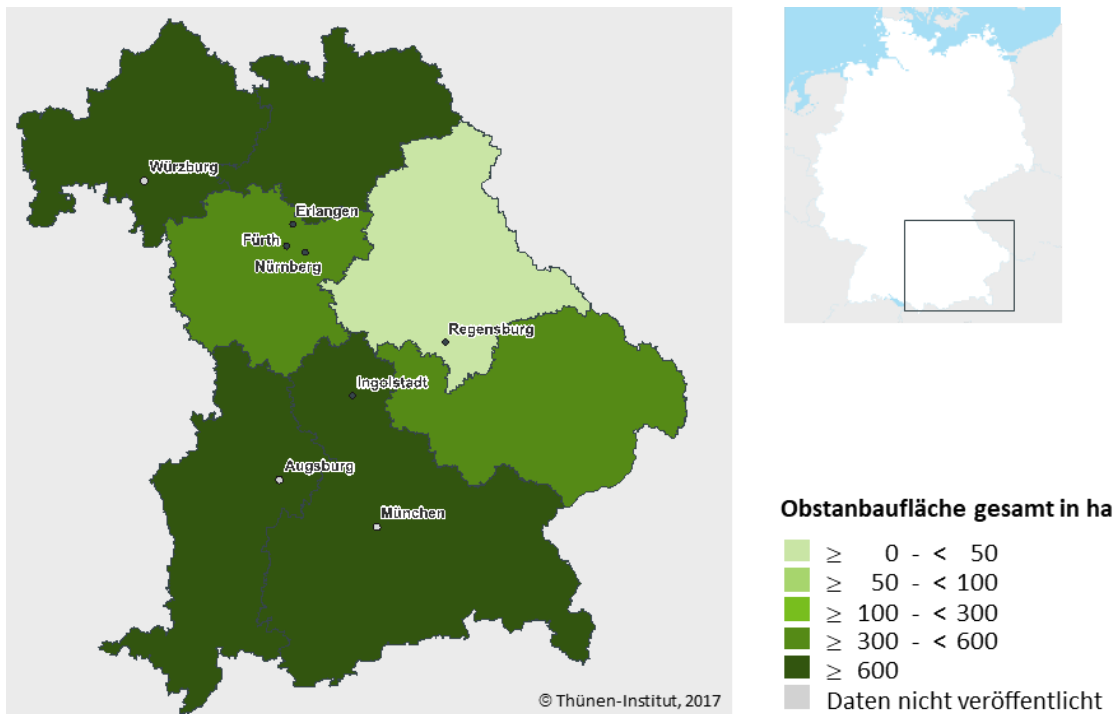 Würzburg
Erlangen
Fürth
Nürnberg
Regensburg
Ingolstadt
Augsburg
München
© Thünen-Institut, 2017
Obstanbaufläche gesamt in ha
≥ 0 - < 50
≥ 50 - < 100
≥ 100 - < 300
≥ 300 - < 600
≥ 600
Daten nicht veröffentlicht